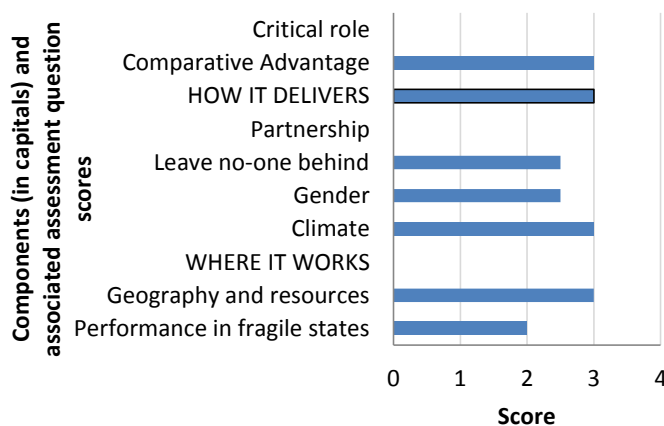 Components (in capitals) and
associated assessment question
scores
Critical role
Comparative Advantage
HOW IT DELIVERS
Partnership
Leave no-one behind
Gender
Climate
WHERE IT WORKS
Geography and resources
Performance in fragile states
0 1 2 3 4
Score